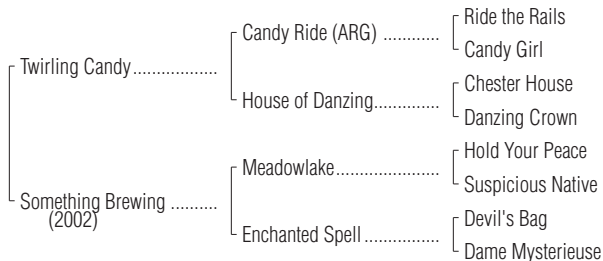 Ride the Rails
Candy Ride (ARG) ............
Candy Girl
Twirling Candy..................
Chester House
House of Danzing..............
Danzing Crown
Hold Your Peace
Meadowlake......................
Suspicious Native
Something Brewing ..........
(2002)
Devil's Bag
Enchanted Spell ................
Dame Mysterieuse